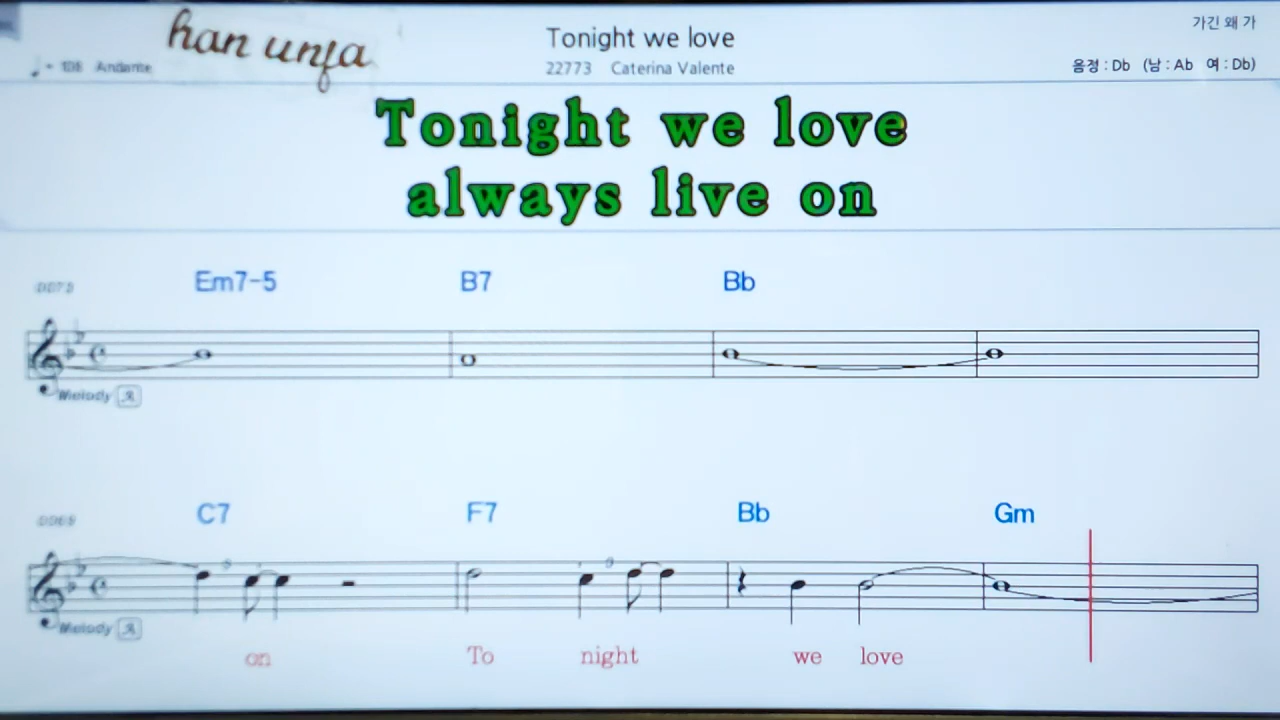 han unja
Tonight we love
가긴 왜 가
= 108 Andante
22773 Caterina Valente
음정 : Db (남 : Ab 여 : Db)
Tonight we love
always live on
Em7-5 B7 Bb
Melody
C7 F7 Bb Gm
Melody
on To night we love